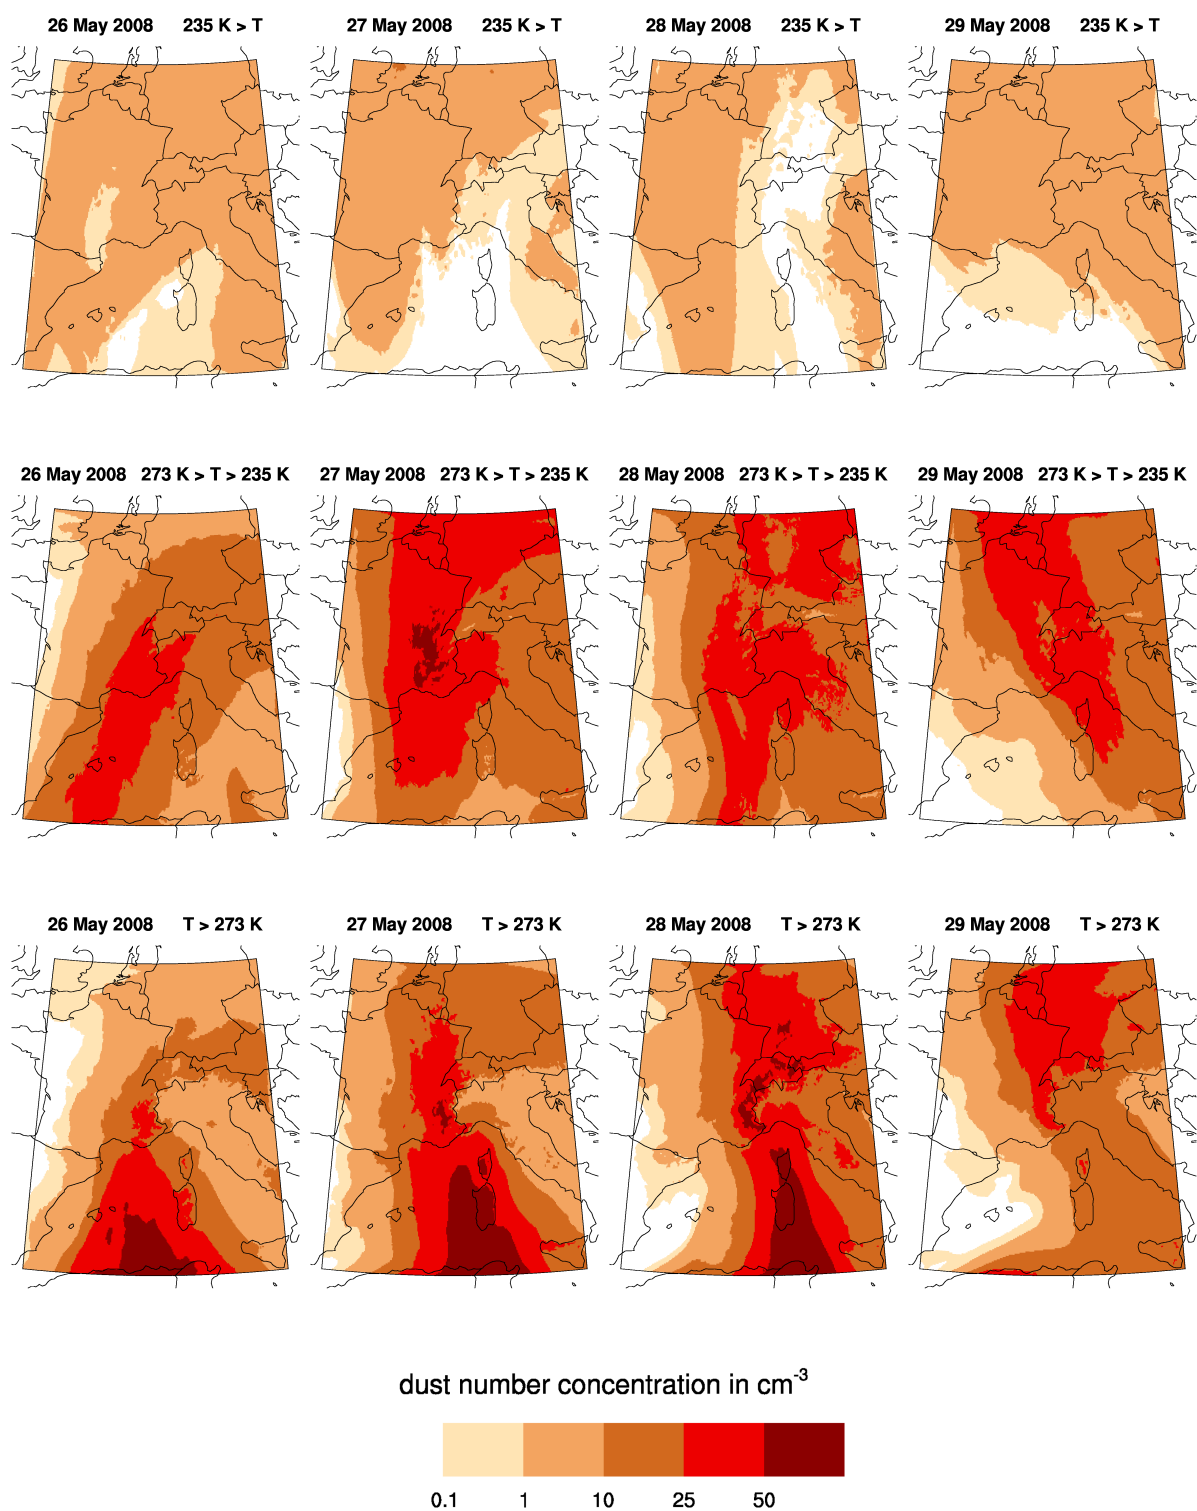 26 May 2008 235 K > T
27 May 2008 235 K > T
28 May 2008 235 K > T
29 May 2008 235 K > T
26 May 2008 273 K > T > 235 K
27 May 2008 273 K > T > 235 K
28 May 2008 273 K > T > 235 K
29 May 2008 273 K > T > 235 K
26 May 2008 T > 273 K
27 May 2008 T > 273 K
28 May 2008 T > 273 K
29 May 2008 T > 273 K
dust number concentration in cm⁻³
0.1 1 10 25 50